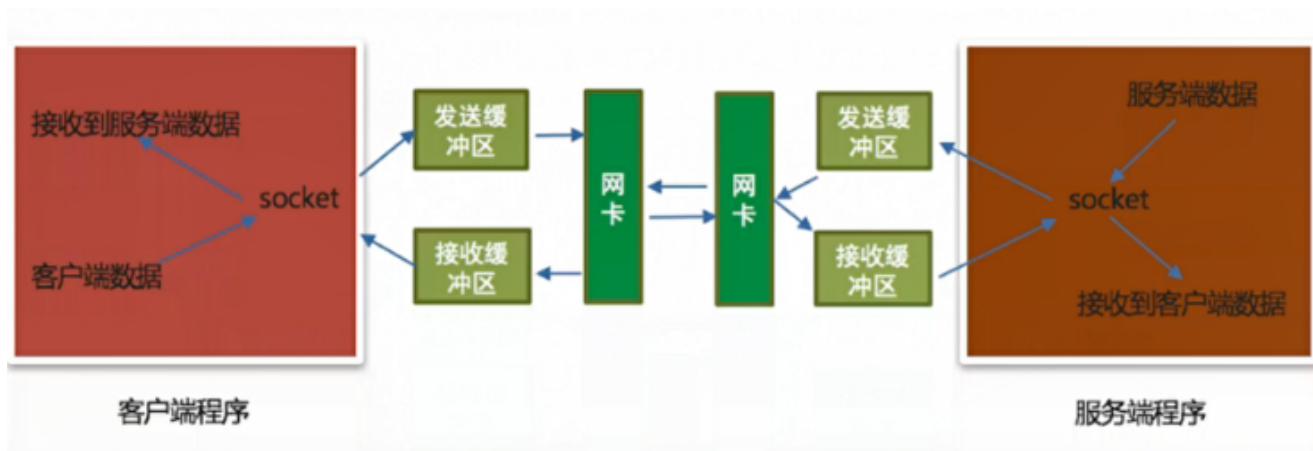 接收到服务端数据
socket
客户端数据
客户端程序
发送缓
冲区
接收缓
冲区
网
卡
网
卡
发送缓
冲区
接收缓
冲区
服务端数据
socket
接收到客户端数据
服务端程序